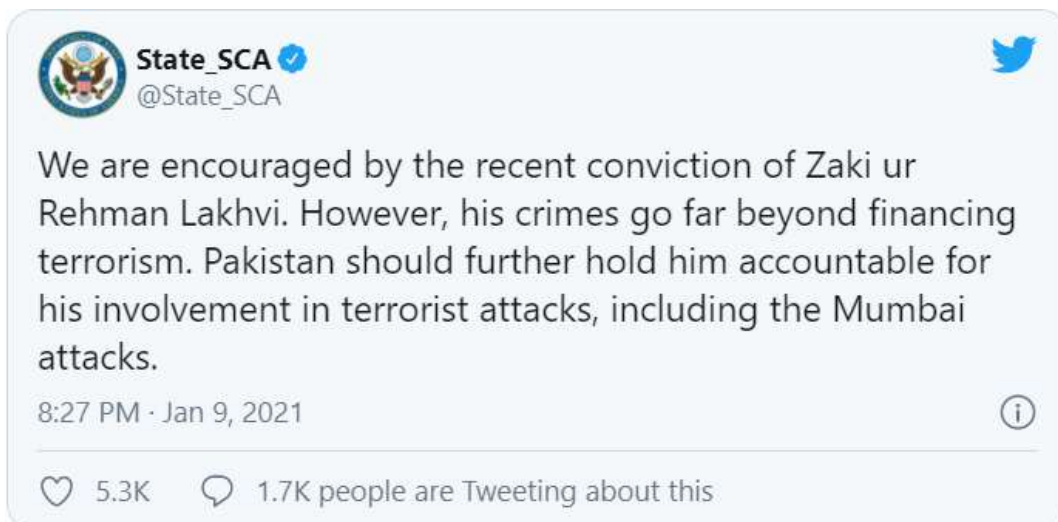 State_SCA
@State_SCA
We are encouraged by the recent conviction of Zaki ur
Rehman Lakhvi. However, his crimes go far beyond financing
terrorism. Pakistan should further hold him accountable for
his involvement in terrorist attacks, including the Mumbai
attacks.
8:27 PM · Jan 9, 2021
5.3K 1.7K people are Tweeting about this